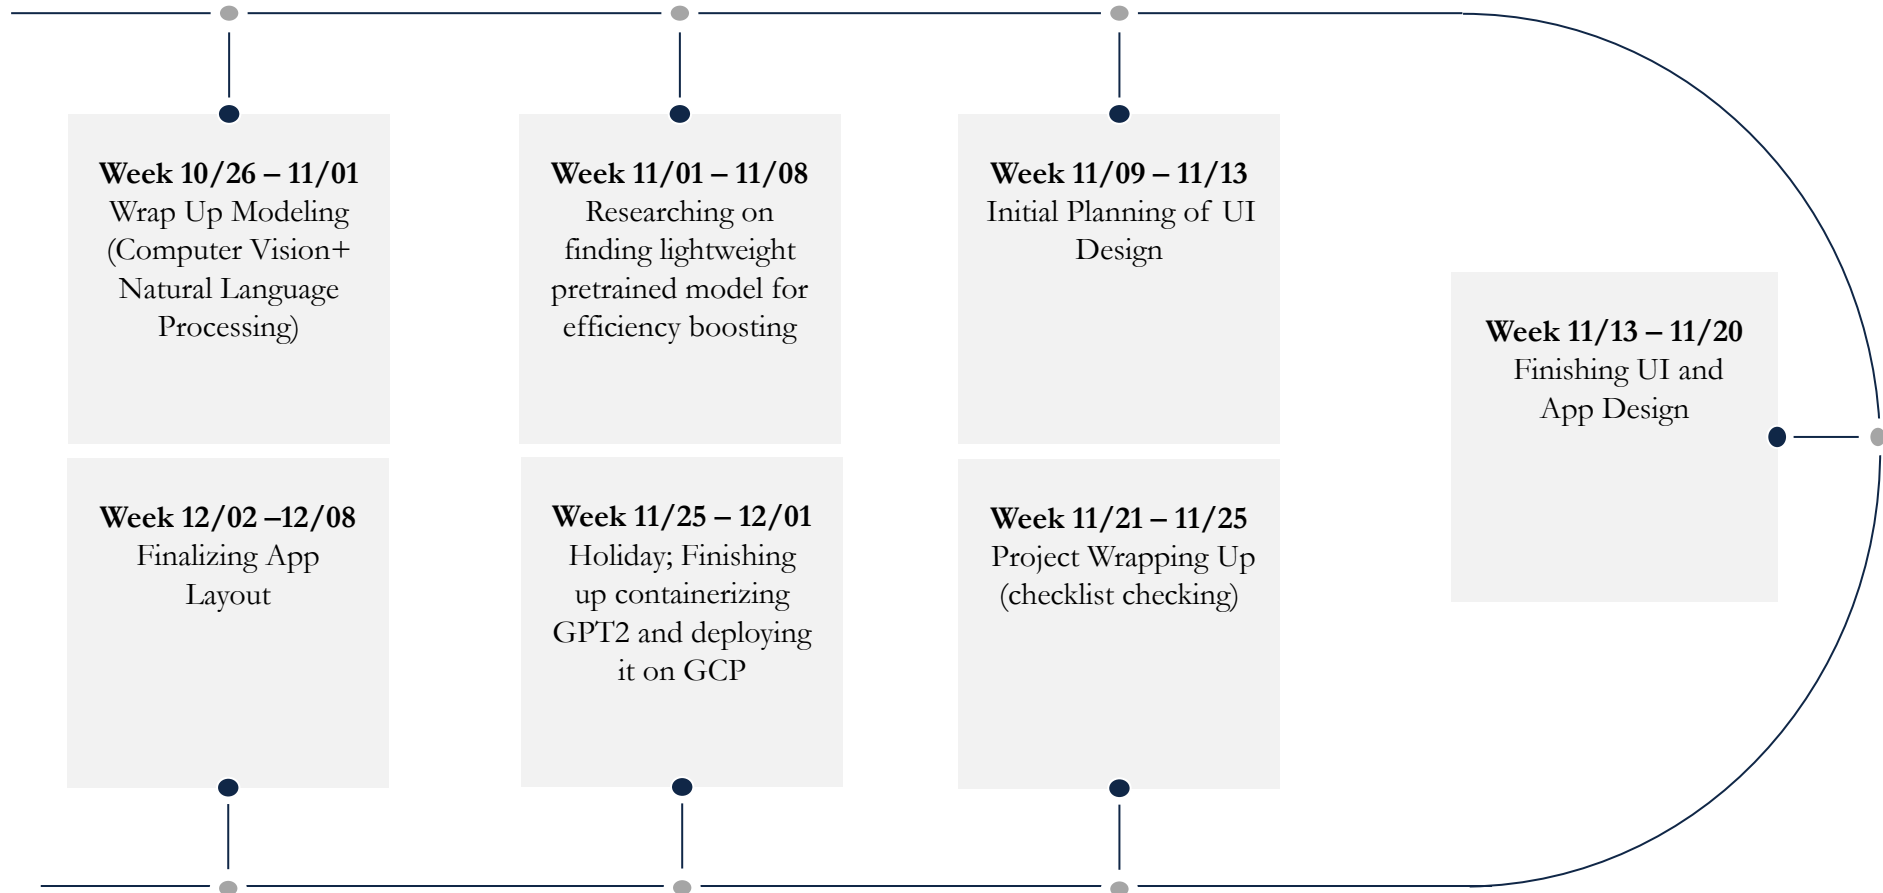 Week 10/26 – 11/01
Wrap Up Modeling
(Computer Vision+
Natural Language
Processing)
Week 11/01 – 11/08
Researching on
finding lightweight
pretrained model for
efficiency boosting
Week 11/09 – 11/13
Initial Planning of UI
Design
Week 11/13 – 11/20
Finishing UI and
App Design
Week 11/21 – 11/25
Project Wrapping Up
(checklist checking)
Week 11/25 – 12/01
Holiday; Finishing
up containerizing
GPT2 and deploying
it on GCP
Week 12/02 –12/08
Finalizing App
Layout